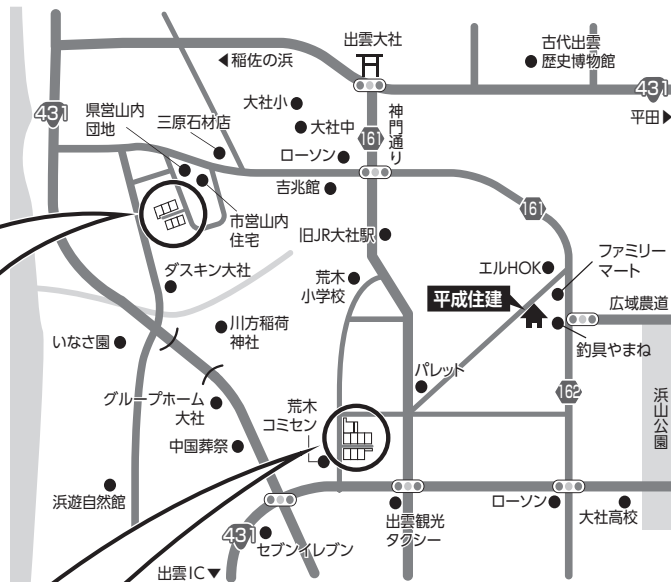 出雲大社
古代出雲
歴史博物館
◀稲佐の浜
431
平田▶
431
県営山内
団地
三原石材店
大社小
大社中
161
神門通り
ローソン
吉兆館
市営山内
住宅
161
旧JR大社駅
エルHOK
ファミリー
マート
ダスキン大社
荒木
小学校
平成住建
広域農道
川方稲荷
神社
いなさ園
釣具やまね
パレット
162
グループホーム
大社
荒木
コミセン
浜山公園
中国葬祭
浜遊自然館
ローソン
大社高校
出雲観光
タクシー
431
セブンイレブン
出雲IC▼